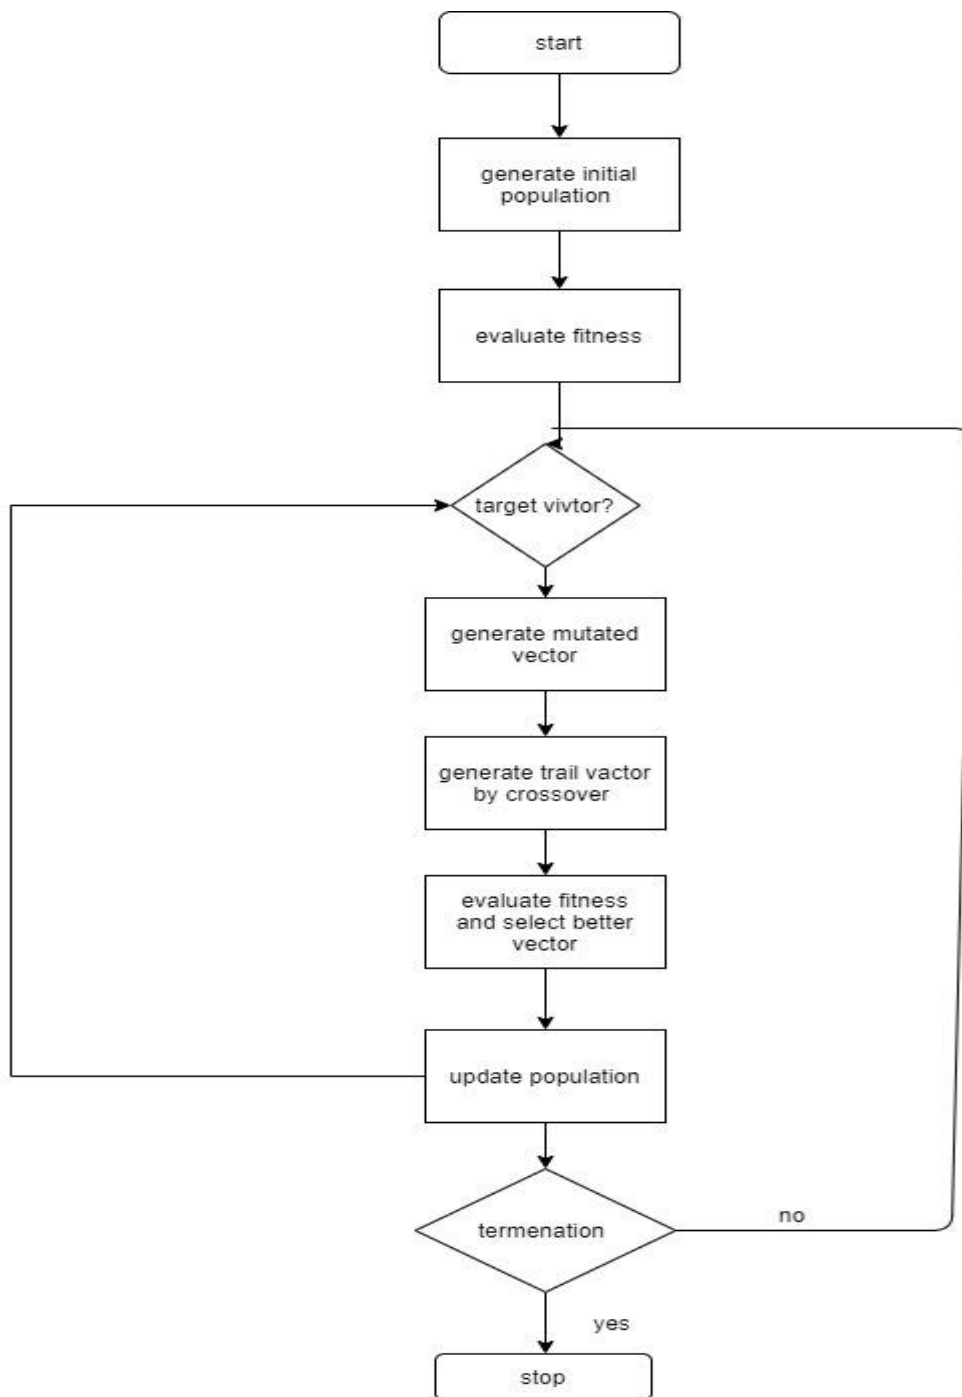 start
generate initial
population
evaluate fitness
target vivtor?
generate mutated
vector
generate trail vactor
by crossover
evaluate fitness
and select better
vector
update population
termenation
no
yes
stop